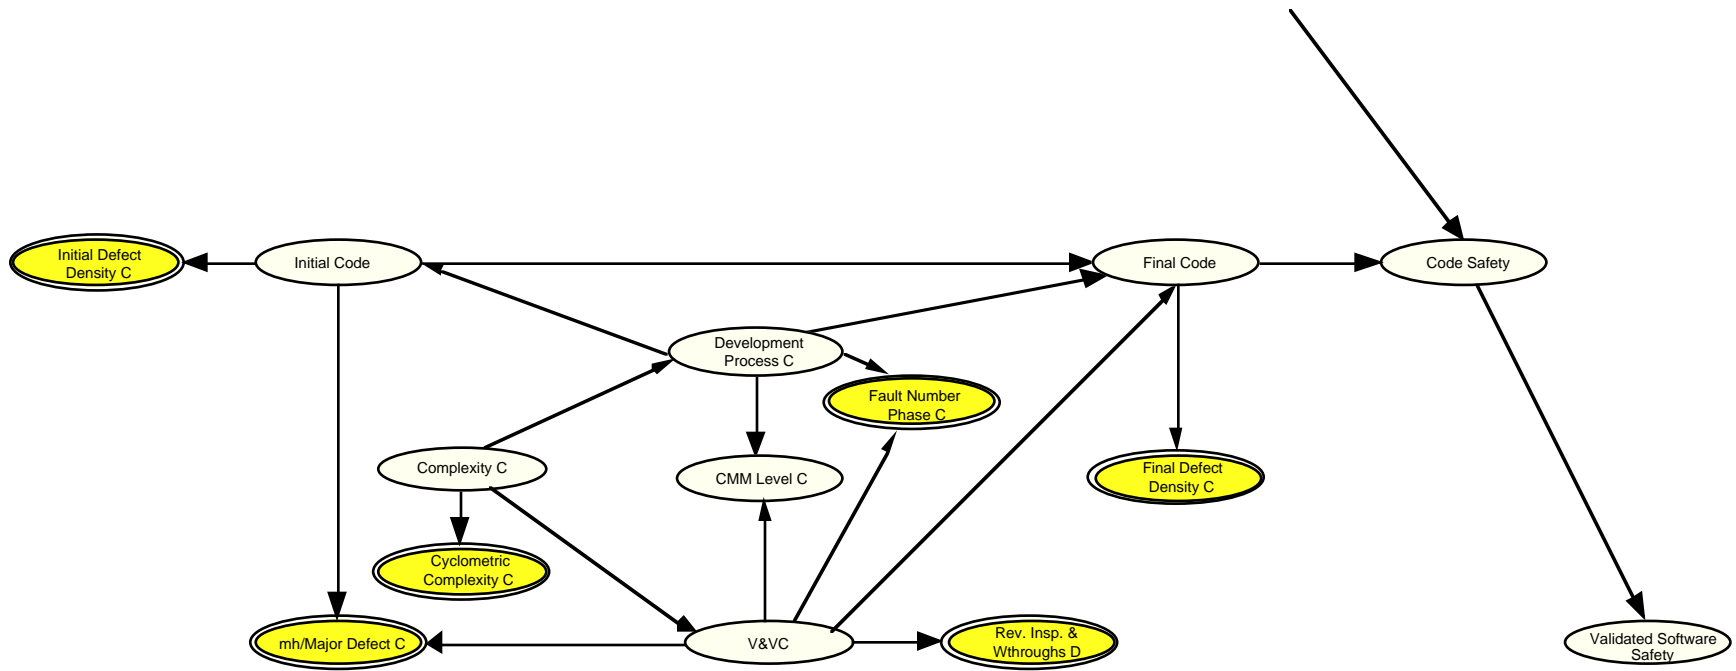 Initial Defect
Density C
Initial Code
Final Code
Code Safety
Development
Process C
Fault Number
Phase C
Complexity C
CMM Level C
Final Defect
Density C
Cyclometric
Complexity C
mh/Major Defect C
V&VC
Rev. Insp. &
Wthroughs D
Validated Software
Safety